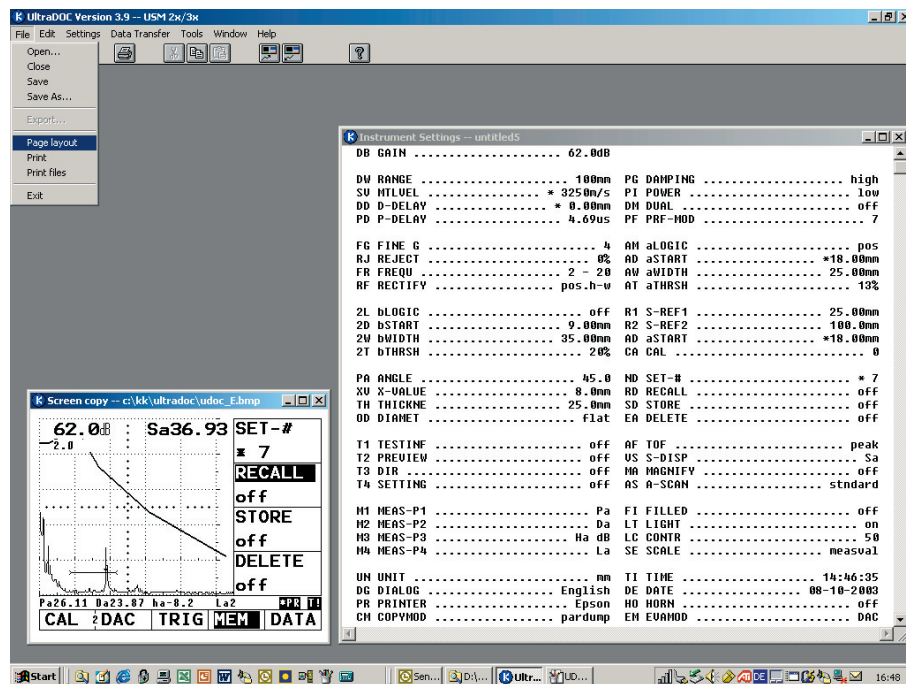 UltraDOC Version 3.9 -- USM 2x/3x
File Edit Settings Data Transfer Tools Window Help
Open...
Close
Save
Save As...
Export...
Page layout
Print
Print files
Exit
Instrument Settings -- untitled5
DB GAIN .................... 62.0dB
DW RANGE ................... 100mm PG DAMPING .................... high
SV MTLVEL ............... * 3250m/s PI POWER ...................... low
DD D-DELAY ............... * 0.00mm DM DUAL ....................... off
PD P-DELAY ................. 4.69us PF PRF-MOD .................... 7
FG FINE G ..................... 4 AM aLOGIC ..................... pos
RJ REJECT ..................... 0% AD aSTART ................ *18.00mm
FR FREQU .................. 2 - 20 AW aWIDTH ................. 25.00mm
RF RECTIFY ............... pos.h-w AT aTHRSH ..................... 13%
2L bLOGIC ..................... off R1 S-REF1 ................. 25.00mm
2D bSTART .................. 9.00mm R2 S-REF2 ................. 100.0mm
2W bWIDTH ................. 35.00mm AD aSTART ................ *18.00mm
2T bTHRSH ..................... 20% CA CAL ........................ 0
PA ANGLE ..................... 45.0 ND SET-# ...................... * 7
XV X-VALUE .................. 8.0mm RD RECALL ..................... off
TH THICKNE ................. 25.0mm SD STORE ...................... off
OD DIAMET .................... flat EA DELETE ..................... off
T1 TESTINF .................... off AF TOF ....................... peak
T2 PREVIEW .................... off VS S-DISP ...................... Sa
T3 DIR ........................ off MA MAGNIFY .................... off
T4 SETTING .................... off AS A-SCAN ................. stndard
M1 MEAS-P1 ..................... Pa FI FILLED ..................... off
M2 MEAS-P2 ..................... Da LT LIGHT ....................... on
M3 MEAS-P3 .................. Ha dB LC CONTR ....................... 50
M4 MEAS-P4 ..................... La SE SCALE .................. measval
UN UNIT ........................ mm TI TIME .................. 14:46:35
DG DIALOG ................. English DE DATE ................ 08-10-2003
PR PRINTER .................. Epson HO HORN ....................... off
CM COPYMOD ................ pardump EM EVAMOD ..................... DAC
Screen copy -- c:\kk\ultradoc\udoc_E.bmp
62.0dB : Sa36.93 SET-#
2.0
* 7
RECALL
off
STORE
off
DELETE
off
Pa26.11 Da23.87 ha-8.2 La2 *PR T!
CAL 2DAC TRIG MEM DATA
Start Sen... D:\... Ultr... UD... DE 16:48